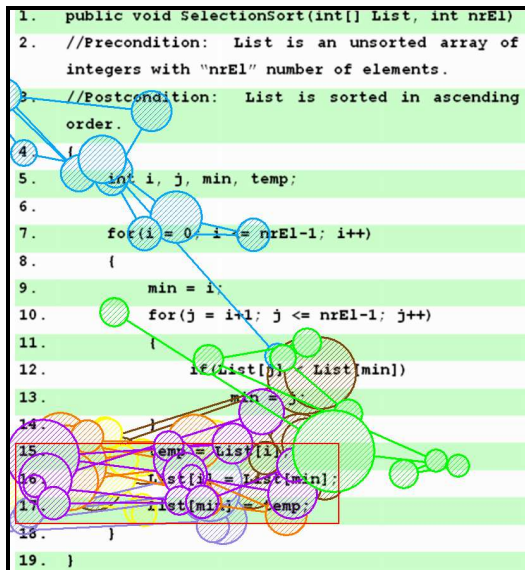 1. public void SelectionSort(int[] List, int nrEl)
2. //Precondition: List is an unsorted array of
integers with "nrEl" number of elements.
3. //Postcondition: List is sorted in ascending
order.
4 {
5. int i, j, min, temp;
6.
7. for(i = 0; i <= nrEl-1; i++)
8. {
9. min = i;
10. for(j = i+1; j <= nrEl-1; j++)
11. {
12. if(List[j] < List[min])
13. min = j;
14. }
15 temp = List[i]
16 List[i] = List[min];
17. List[min] = temp;
18. }
19. }